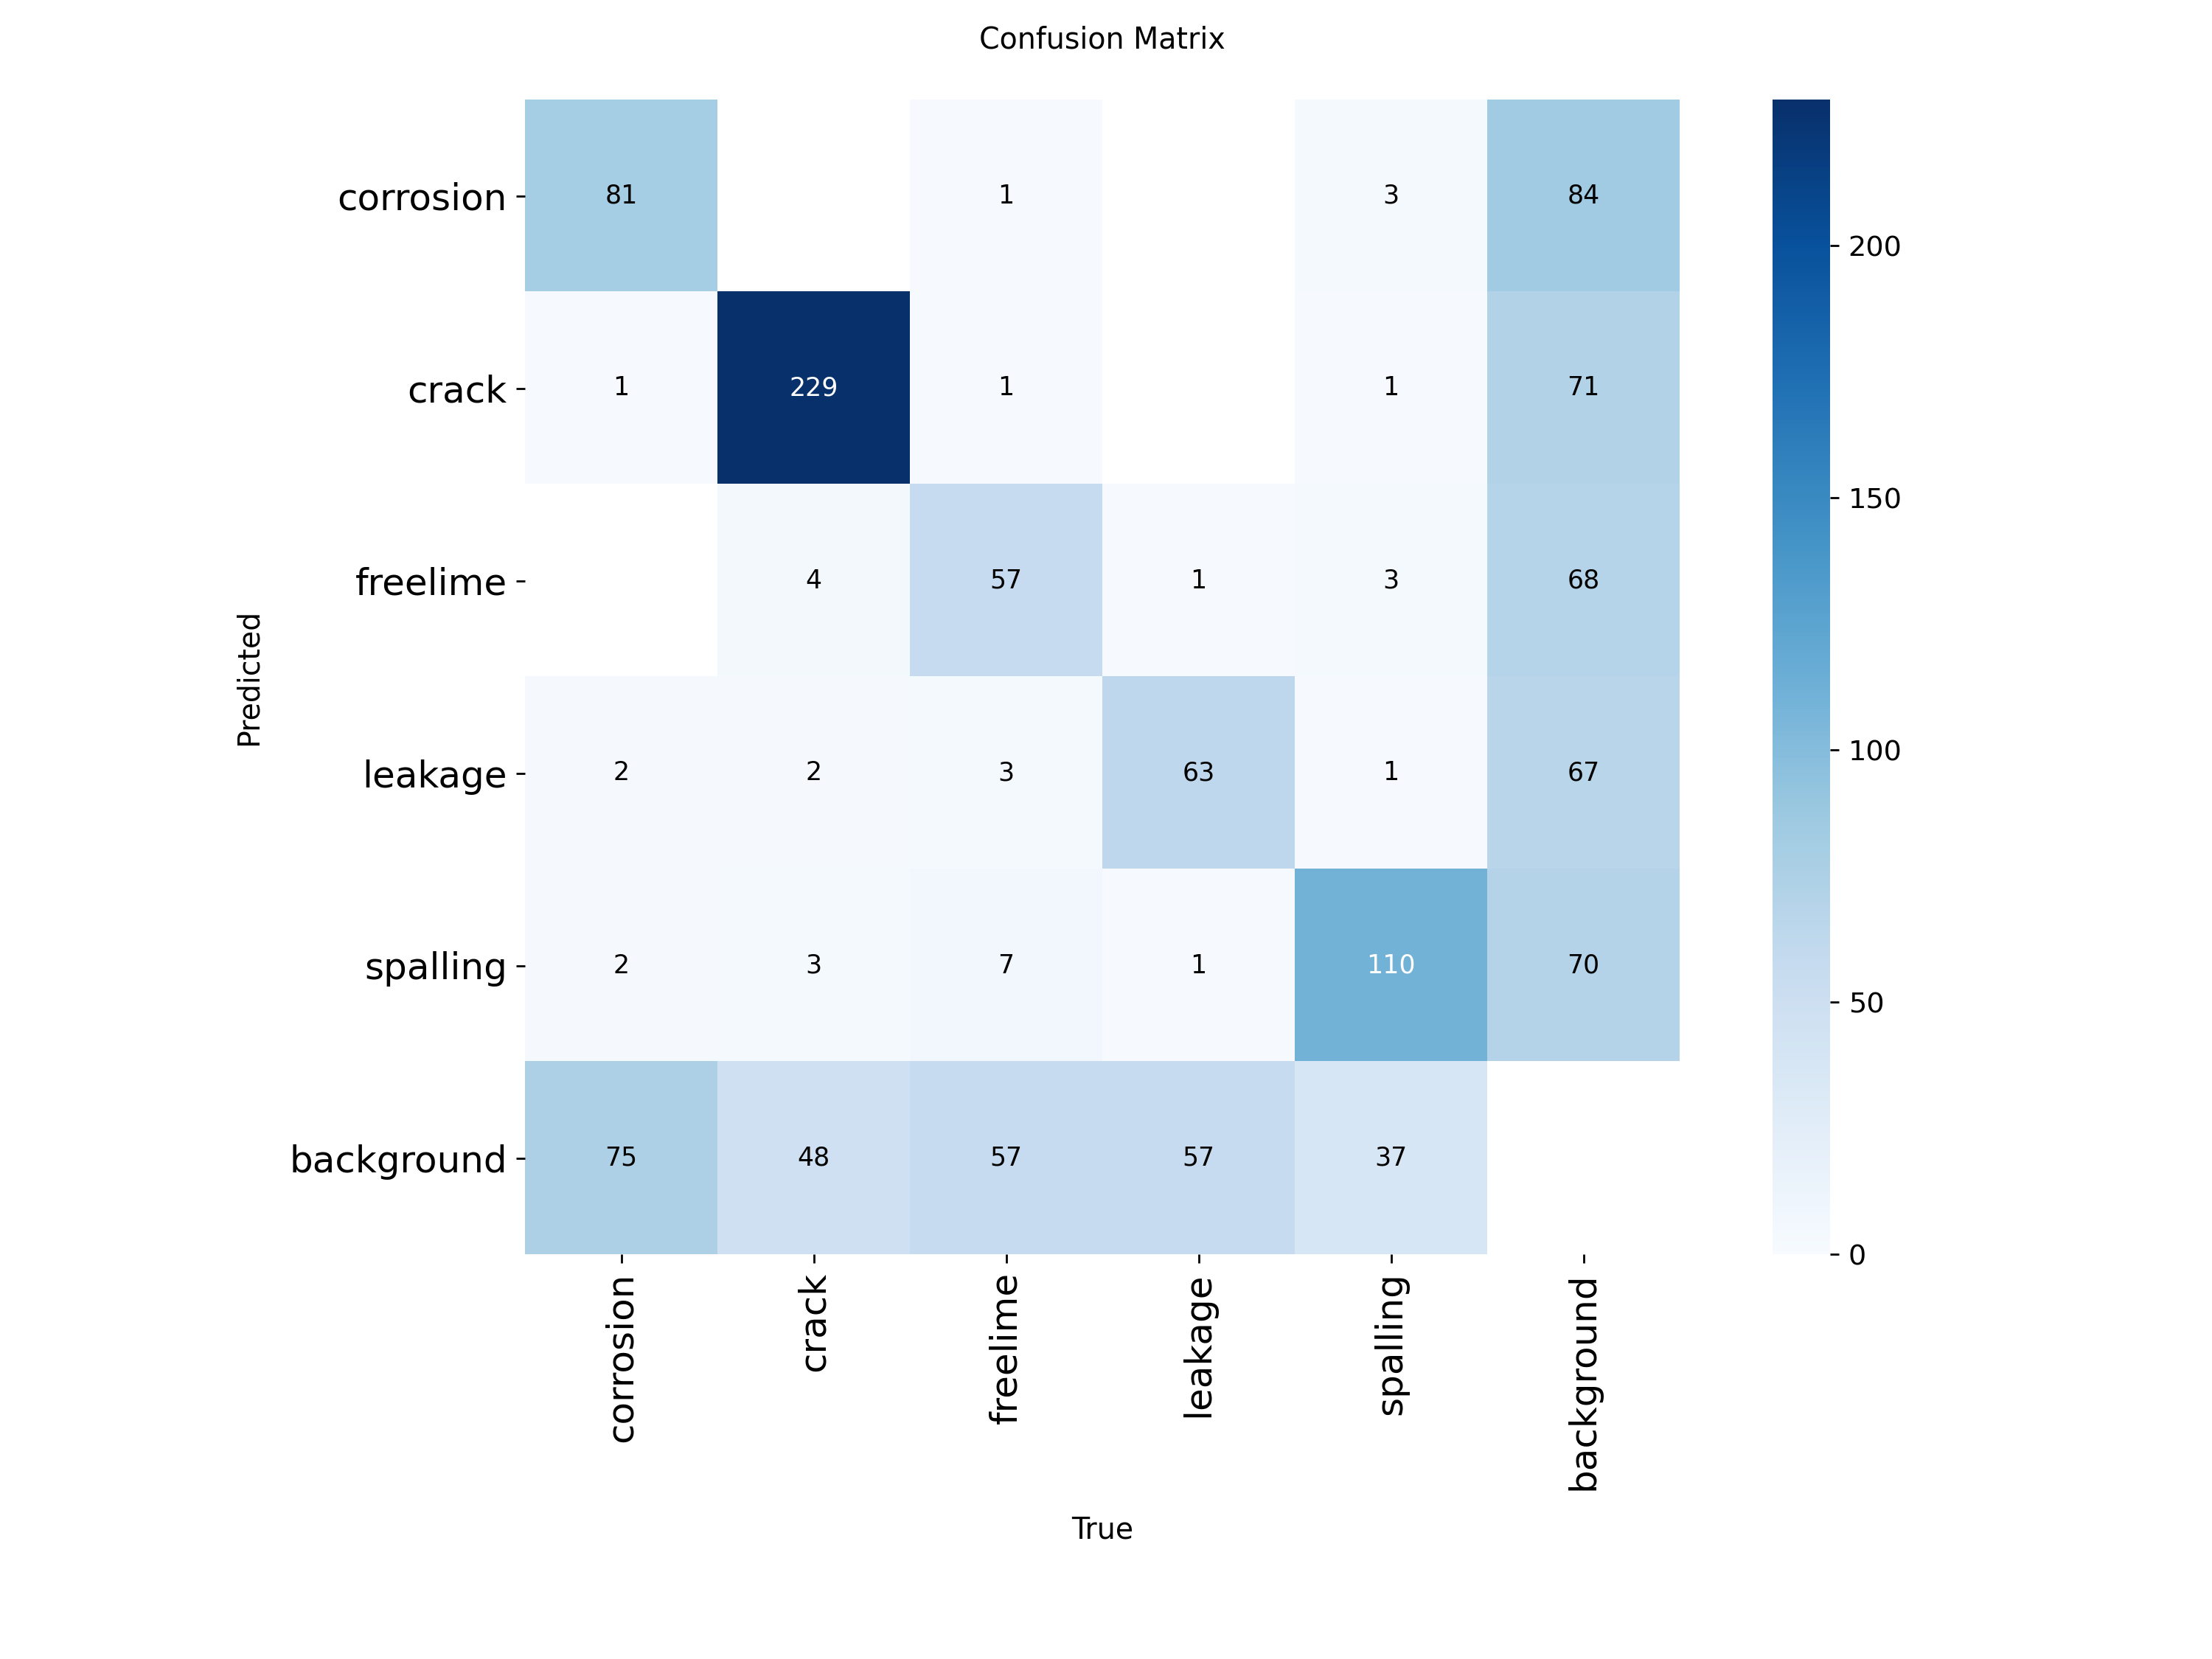 Confusion Matrix
corrosion 81 1 3 84
crack 1 229 1 1 71
freelime 4 57 1 3 68
leakage 2 2 3 63 1 67
spalling 2 3 7 1 110 70
background 75 48 57 57 37
Predicted
corrosion crack freelime leakage spalling background
True
200
150
100
50
0